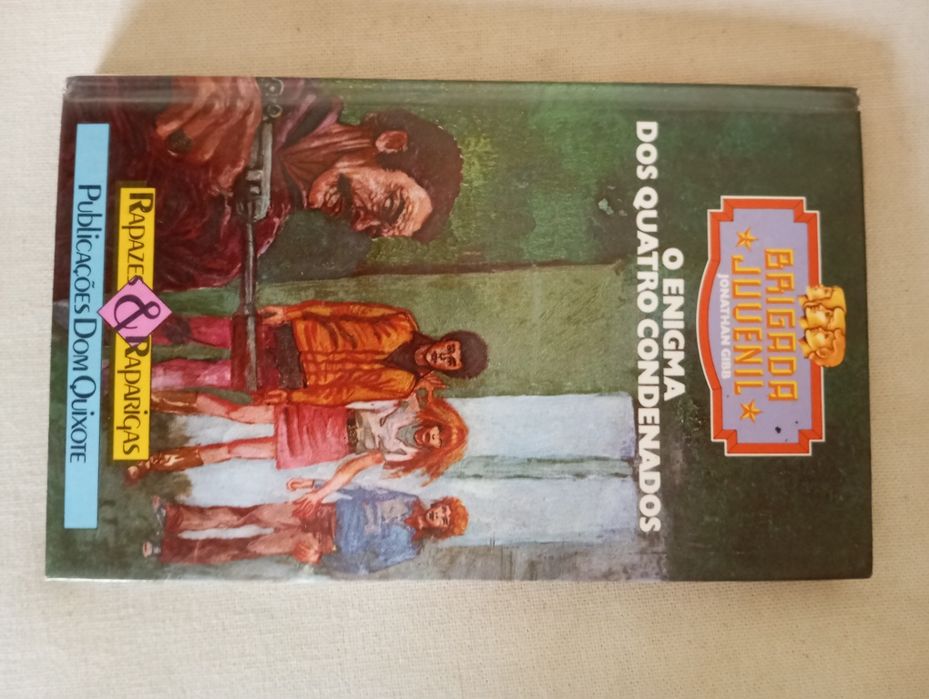 BRIGADA
JUVENIL
JONATHAN GIBB
O ENIGMA
DOS QUATRO CONDENADOS
RAPAZES & RAPARIGAS
PUBLICAÇÕES DOM QUIXOTE